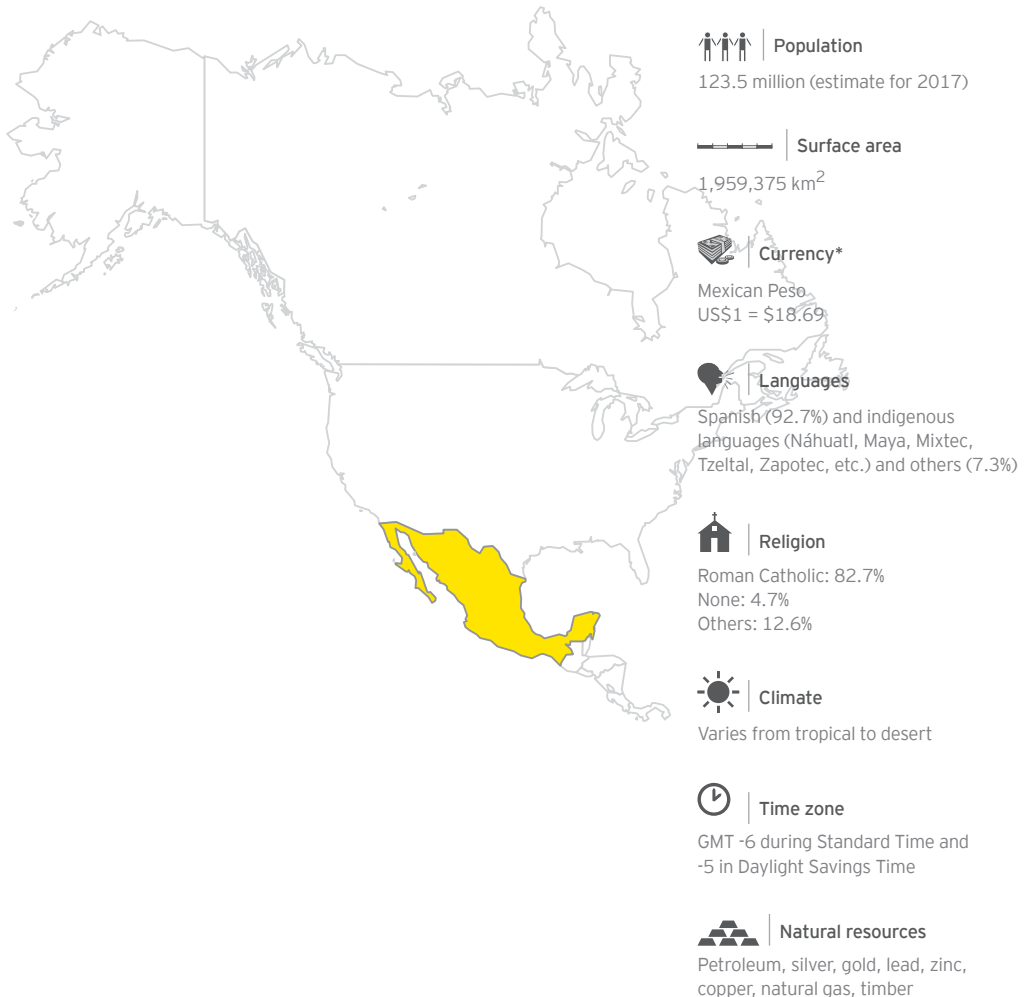 Population
123.5 million (estimate for 2017)
Surface area
1,959,375 km²
Currency*
Mexican Peso
US$1 = $18.69
Languages
Spanish (92.7%) and indigenous
languages (Náhuatl, Maya, Mixtec,
Tzeltal, Zapotec, etc.) and others (7.3%)
Religion
Roman Catholic: 82.7%
None: 4.7%
Others: 12.6%
Climate
Varies from tropical to desert
Time zone
GMT -6 during Standard Time and
-5 in Daylight Savings Time
Natural resources
Petroleum, silver, gold, lead, zinc,
copper, natural gas, timber